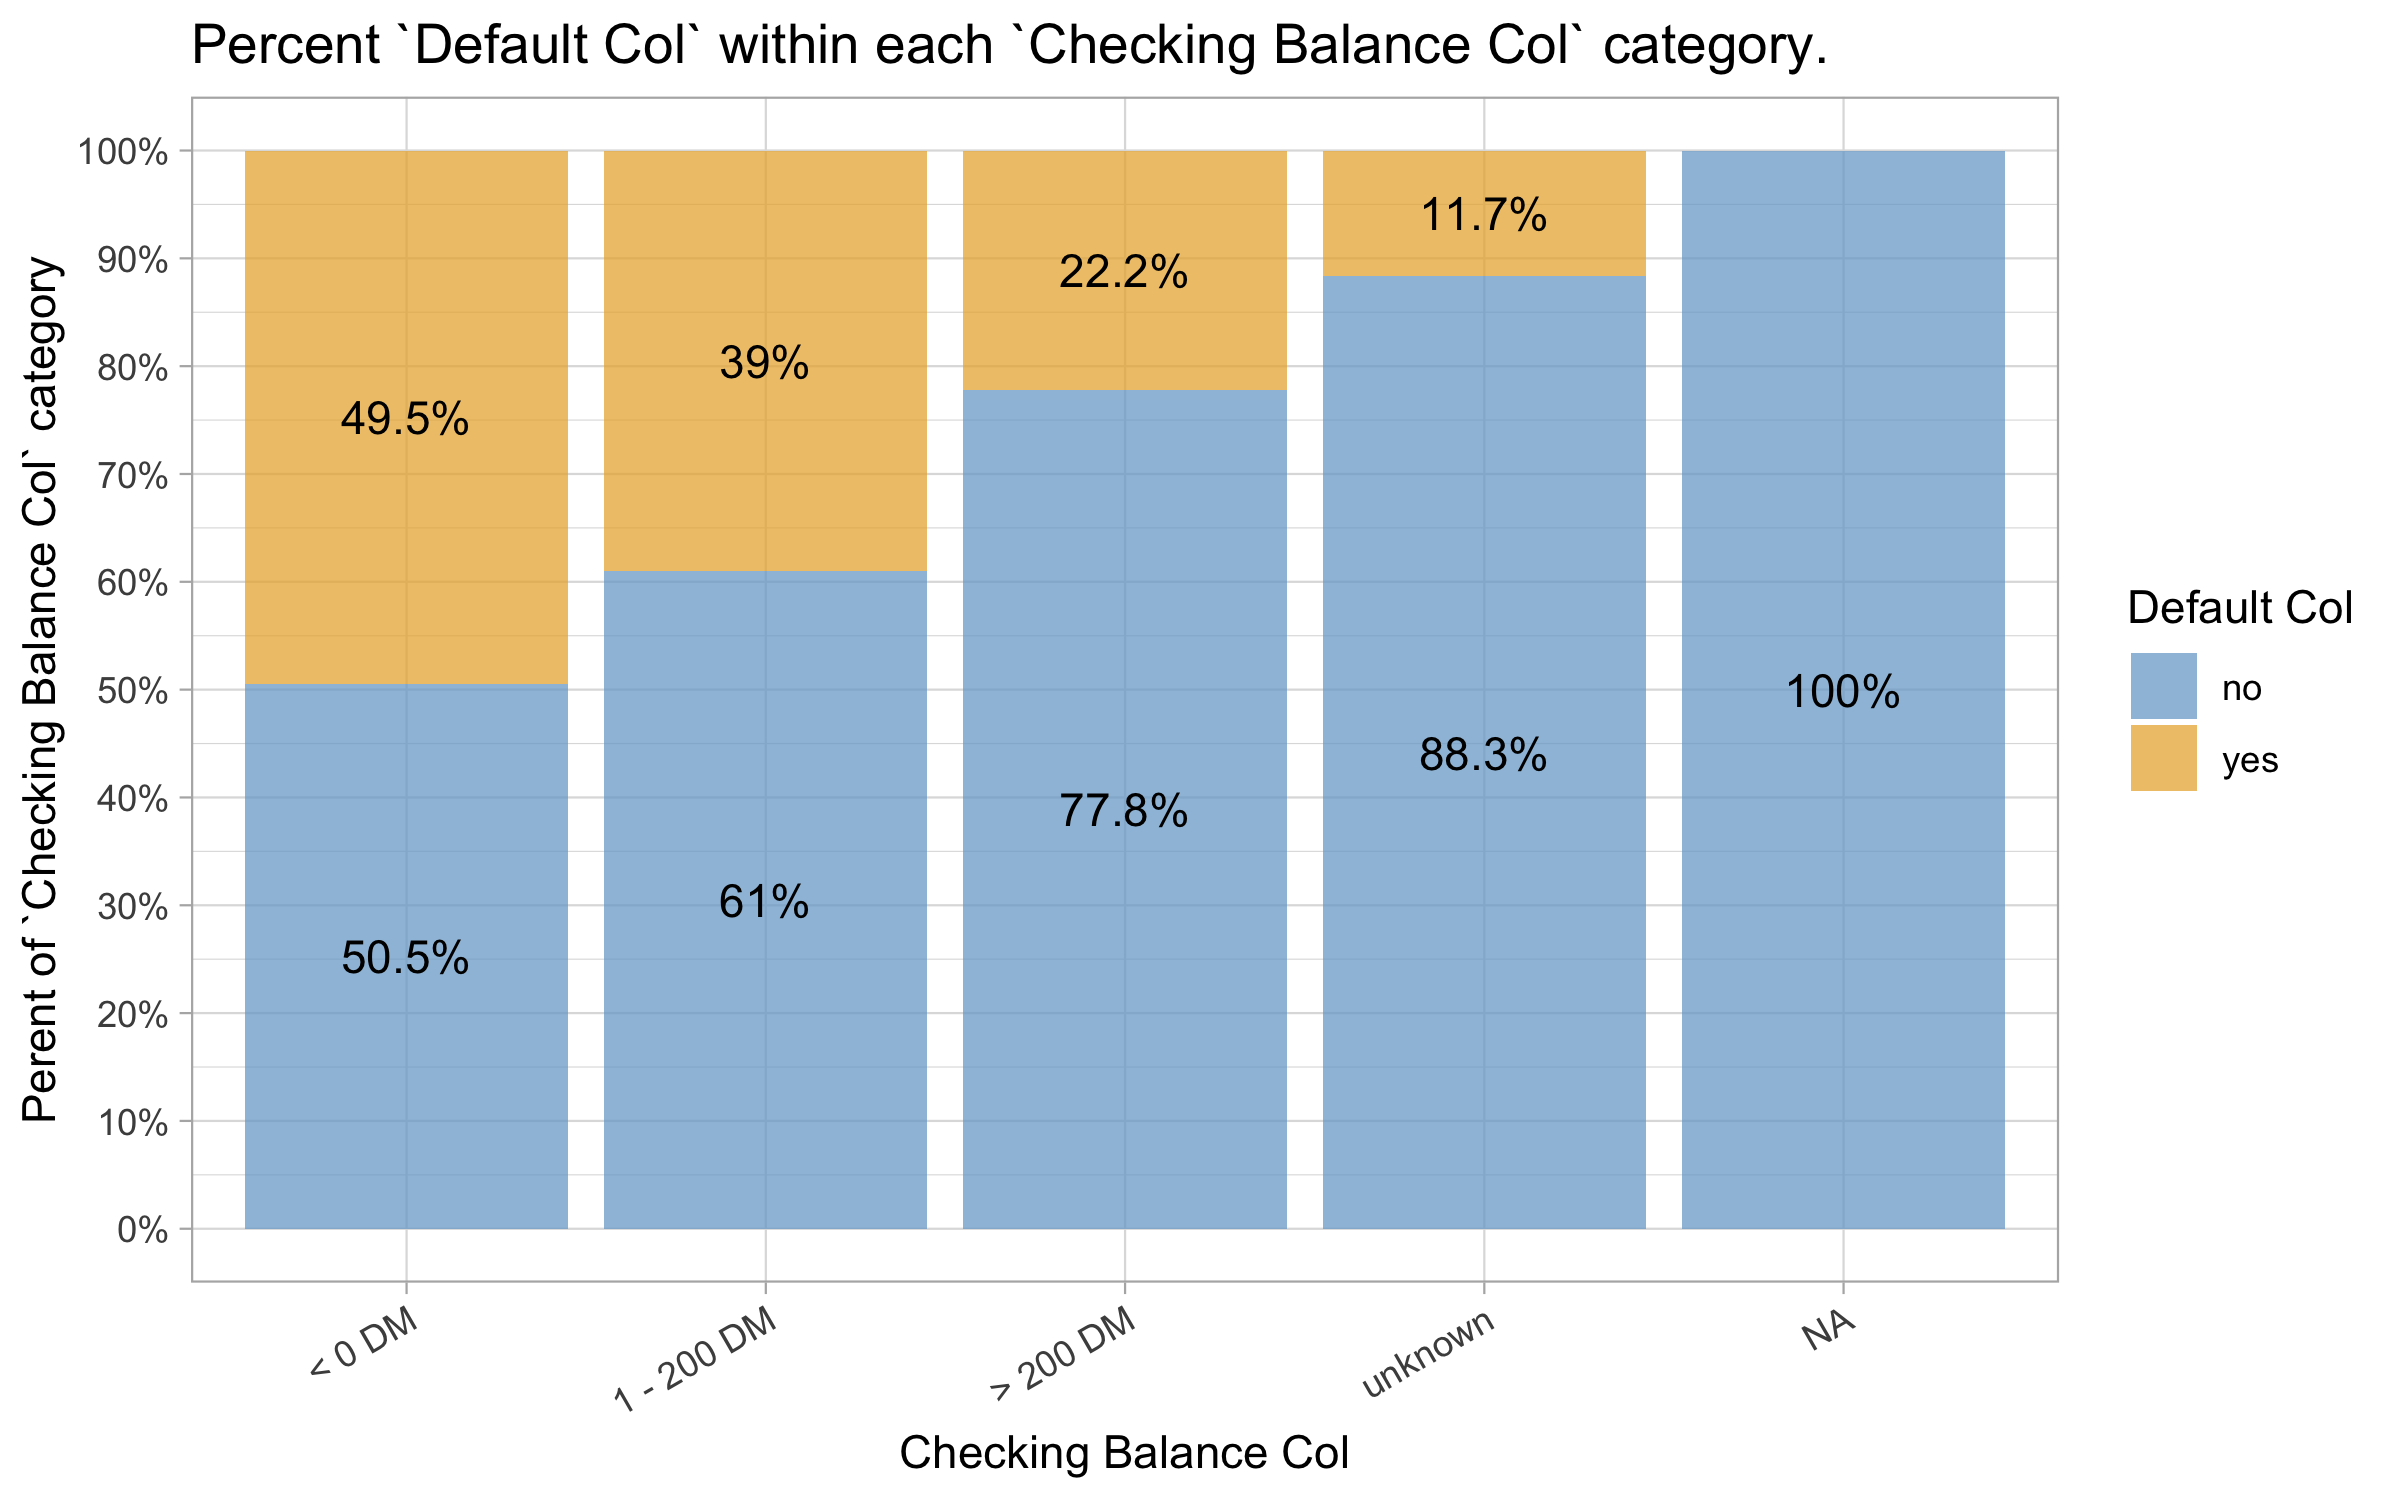 Percent `Default Col` within each `Checking Balance Col` category.
Perent of `Checking Balance Col` category
100%
90%
80%
70%
60%
50%
40%
30%
20%
10%
0%
49.5%
50.5%
39%
61%
22.2%
77.8%
11.7%
88.3%
100%
< 0 DM
1 - 200 DM
> 200 DM
unknown
NA
Checking Balance Col
Default Col
no
yes